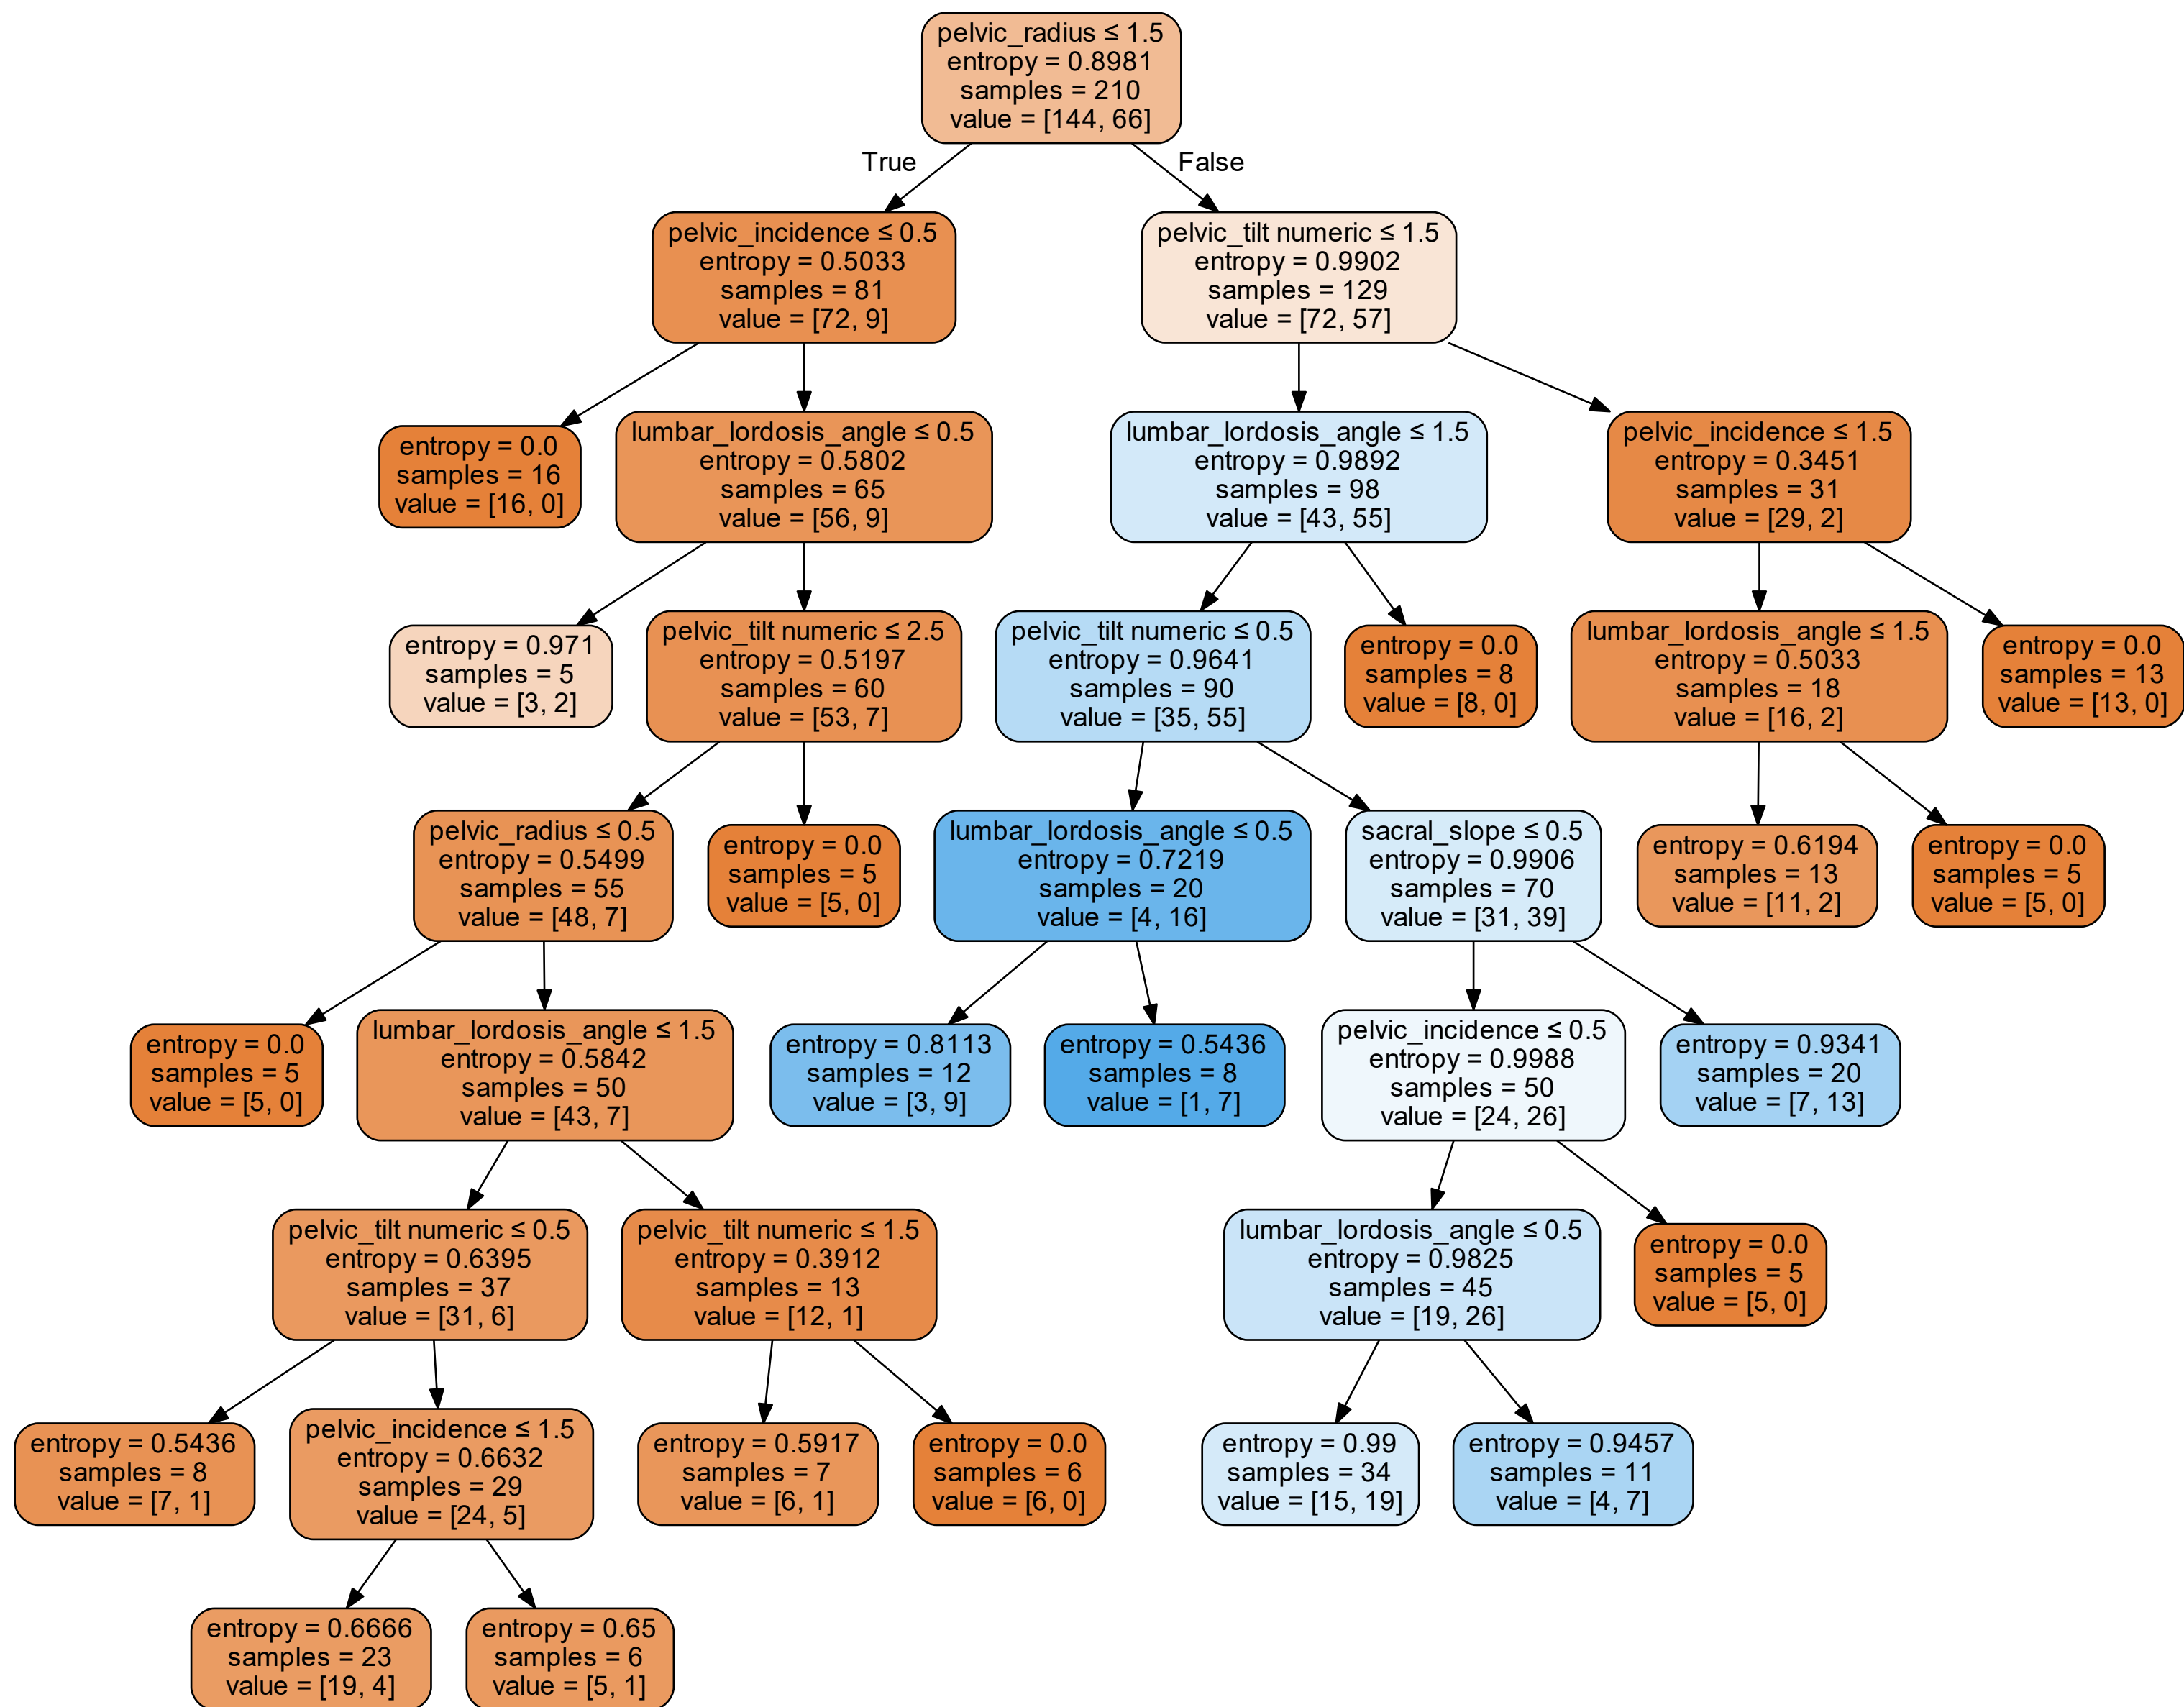 pelvic_radius ≤ 1.5
entropy = 0.8981
samples = 210
value = [144, 66]
True
False
pelvic_incidence ≤ 0.5
entropy = 0.5033
samples = 81
value = [72, 9]
pelvic_tilt numeric ≤ 1.5
entropy = 0.9902
samples = 129
value = [72, 57]
entropy = 0.0
samples = 16
value = [16, 0]
lumbar_lordosis_angle ≤ 0.5
entropy = 0.5802
samples = 65
value = [56, 9]
lumbar_lordosis_angle ≤ 1.5
entropy = 0.9892
samples = 98
value = [43, 55]
pelvic_incidence ≤ 1.5
entropy = 0.3451
samples = 31
value = [29, 2]
entropy = 0.971
samples = 5
value = [3, 2]
pelvic_tilt numeric ≤ 2.5
entropy = 0.5197
samples = 60
value = [53, 7]
pelvic_tilt numeric ≤ 0.5
entropy = 0.9641
samples = 90
value = [35, 55]
entropy = 0.0
samples = 8
value = [8, 0]
lumbar_lordosis_angle ≤ 1.5
entropy = 0.5033
samples = 18
value = [16, 2]
entropy = 0.0
samples = 13
value = [13, 0]
pelvic_radius ≤ 0.5
entropy = 0.5499
samples = 55
value = [48, 7]
entropy = 0.0
samples = 5
value = [5, 0]
lumbar_lordosis_angle ≤ 0.5
entropy = 0.7219
samples = 20
value = [4, 16]
sacral_slope ≤ 0.5
entropy = 0.9906
samples = 70
value = [31, 39]
entropy = 0.6194
samples = 13
value = [11, 2]
entropy = 0.0
samples = 5
value = [5, 0]
entropy = 0.0
samples = 5
value = [5, 0]
lumbar_lordosis_angle ≤ 1.5
entropy = 0.5842
samples = 50
value = [43, 7]
entropy = 0.8113
samples = 12
value = [3, 9]
entropy = 0.5436
samples = 8
value = [1, 7]
pelvic_incidence ≤ 0.5
entropy = 0.9988
samples = 50
value = [24, 26]
entropy = 0.9341
samples = 20
value = [7, 13]
pelvic_tilt numeric ≤ 0.5
entropy = 0.6395
samples = 37
value = [31, 6]
pelvic_tilt numeric ≤ 1.5
entropy = 0.3912
samples = 13
value = [12, 1]
lumbar_lordosis_angle ≤ 0.5
entropy = 0.9825
samples = 45
value = [19, 26]
entropy = 0.0
samples = 5
value = [5, 0]
entropy = 0.5436
samples = 8
value = [7, 1]
pelvic_incidence ≤ 1.5
entropy = 0.6632
samples = 29
value = [24, 5]
entropy = 0.5917
samples = 7
value = [6, 1]
entropy = 0.0
samples = 6
value = [6, 0]
entropy = 0.99
samples = 34
value = [15, 19]
entropy = 0.9457
samples = 11
value = [4, 7]
entropy = 0.6666
samples = 23
value = [19, 4]
entropy = 0.65
samples = 6
value = [5, 1]